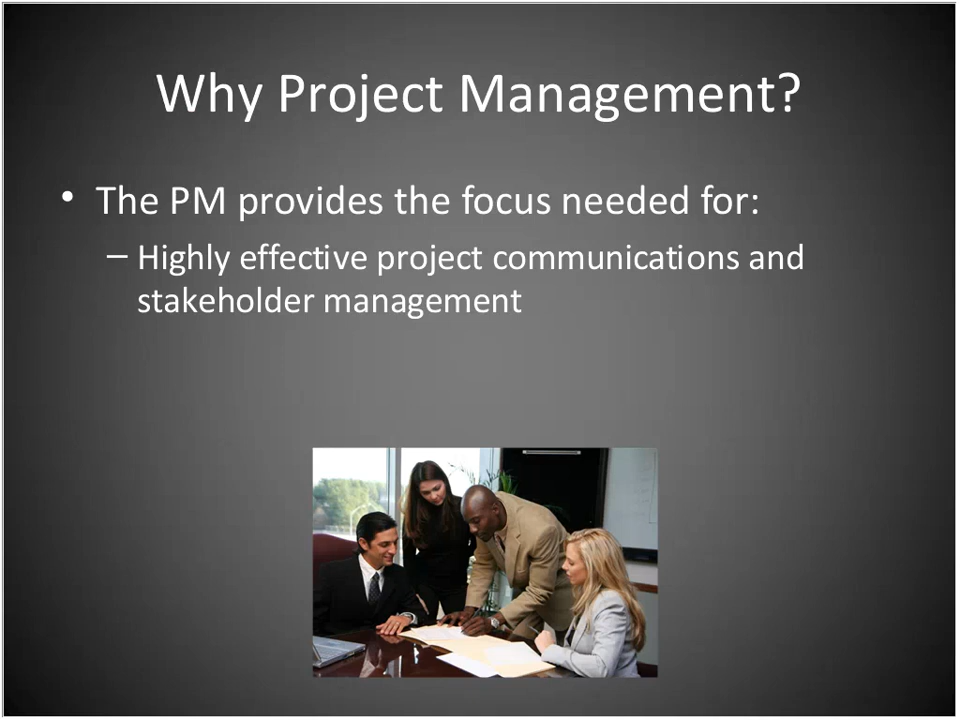 Why Project Management?
• The PM provides the focus needed for:
– Highly effective project communications and
stakeholder management